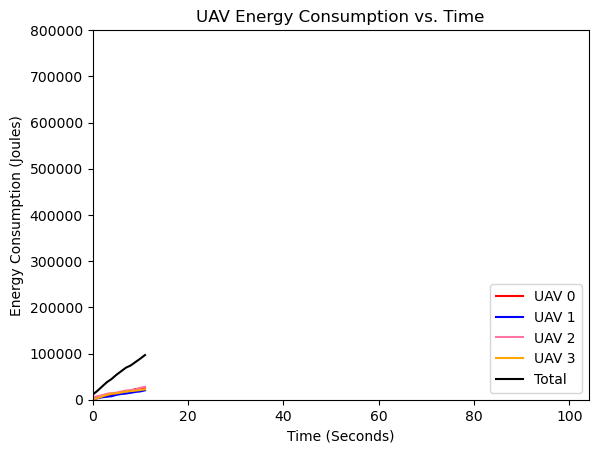 UAV Energy Consumption vs. Time
800000
700000
600000
500000
400000
300000
200000
100000
0
Energy Consumption (Joules)
UAV 0
UAV 1
UAV 2
UAV 3
Total
0 20 40 60 80 100
Time (Seconds)